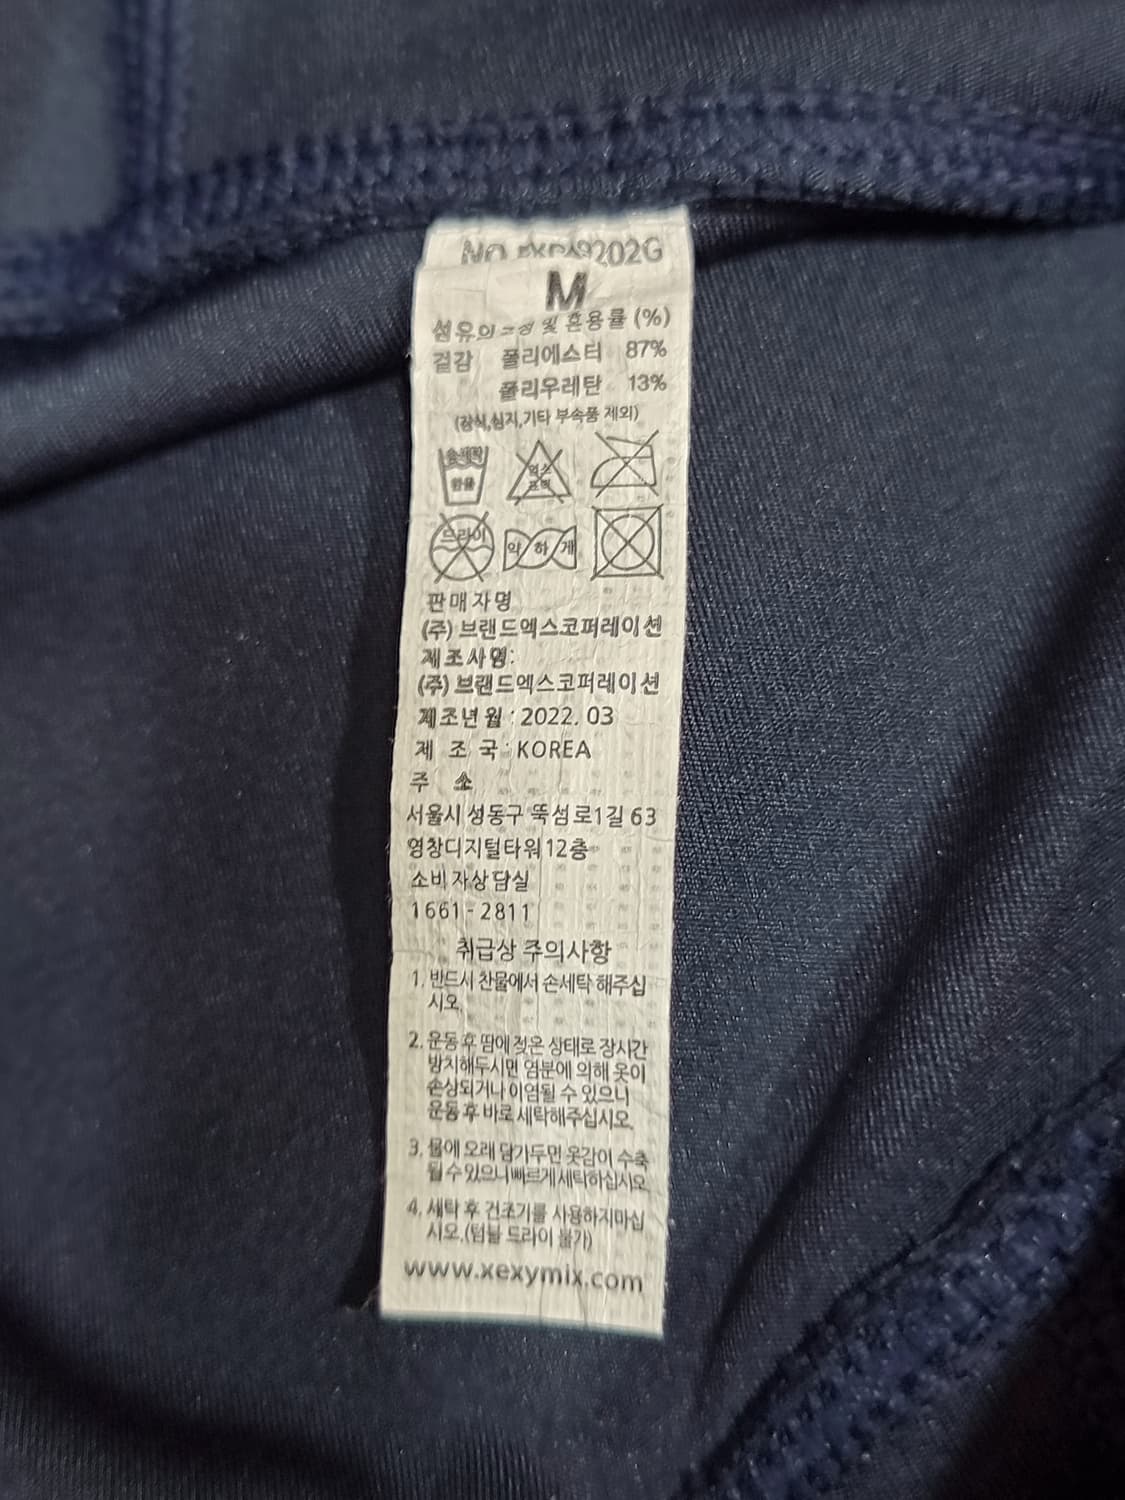 NO
M
섬유의 조성 및 혼용률 (%)
겉감 폴리에스터 87%
폴리우레탄 13%
(장식,심지,기타 부속품 제외)
손세탁
찬물
염소
표백
드라이
약하게
판매자명
(주) 브랜드엑스코퍼레이션
제조사명:
(주) 브랜드엑스코퍼레이션
제조년월 : 2022. 03
제 조 국 : KOREA
주 소
서울시 성동구 뚝섬로1길 63
영창디지털타워 12층
소비자상담실
1661 - 2811
취급상 주의사항
1. 반드시 찬물에서 손세탁 해주십
시오.
2. 운동 후 땀에 젖은 상태로 장시간
방치해두시면 염분에 의해 옷이
손상되거나 이염될 수 있으니
운동 후 바로 세탁해주십시오.
3. 물에 오래 담가두면 옷감이 수축
될 수 있으니 빠르게 세탁하십시오.
4. 세탁 후 건조기를 사용하지마십
시오.(텀블 드라이 불가)
www.xexymix.com